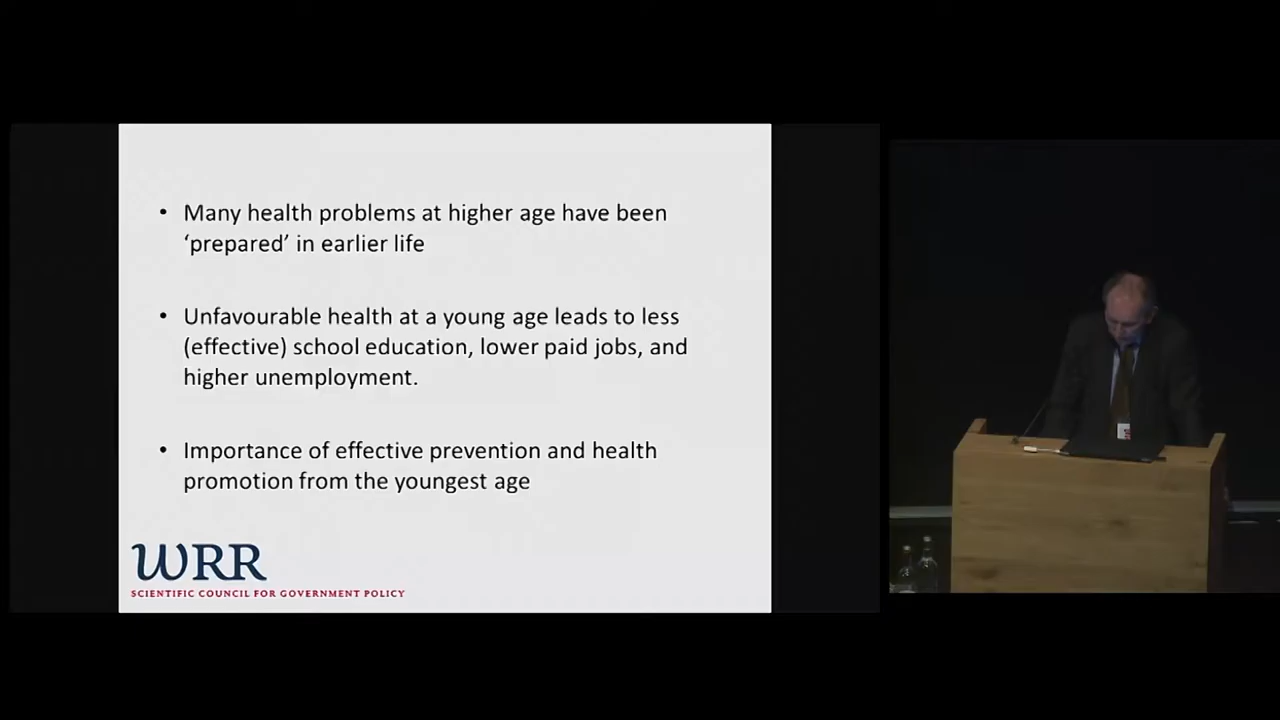 • Many health problems at higher age have been
‘prepared’ in earlier life
• Unfavourable health at a young age leads to less
(effective) school education, lower paid jobs, and
higher unemployment.
• Importance of effective prevention and health
promotion from the youngest age
WRR
SCIENTIFIC COUNCIL FOR GOVERNMENT POLICY